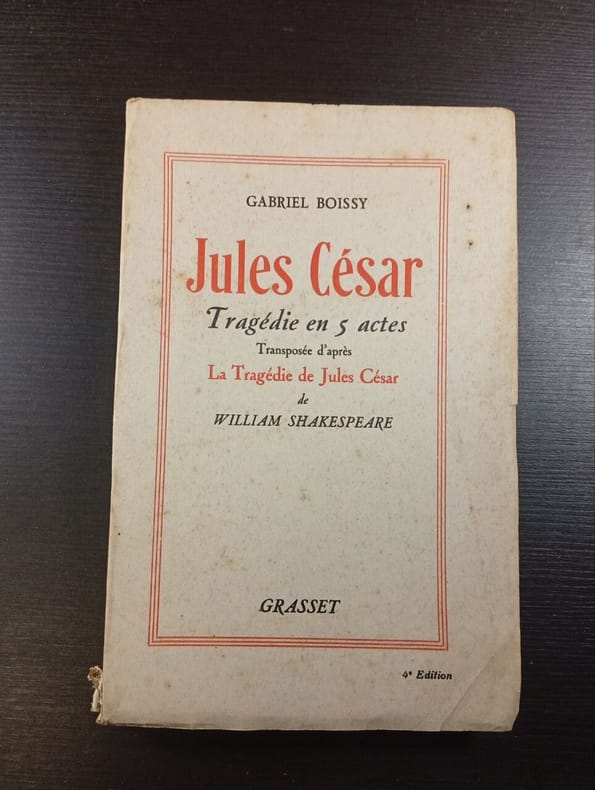 GABRIEL BOISSY
Jules César
Tragédie en 5 actes
Transposée d'après
La Tragédie de Jules César
de
WILLIAM SHAKESPEARE
GRASSET
4e Edition